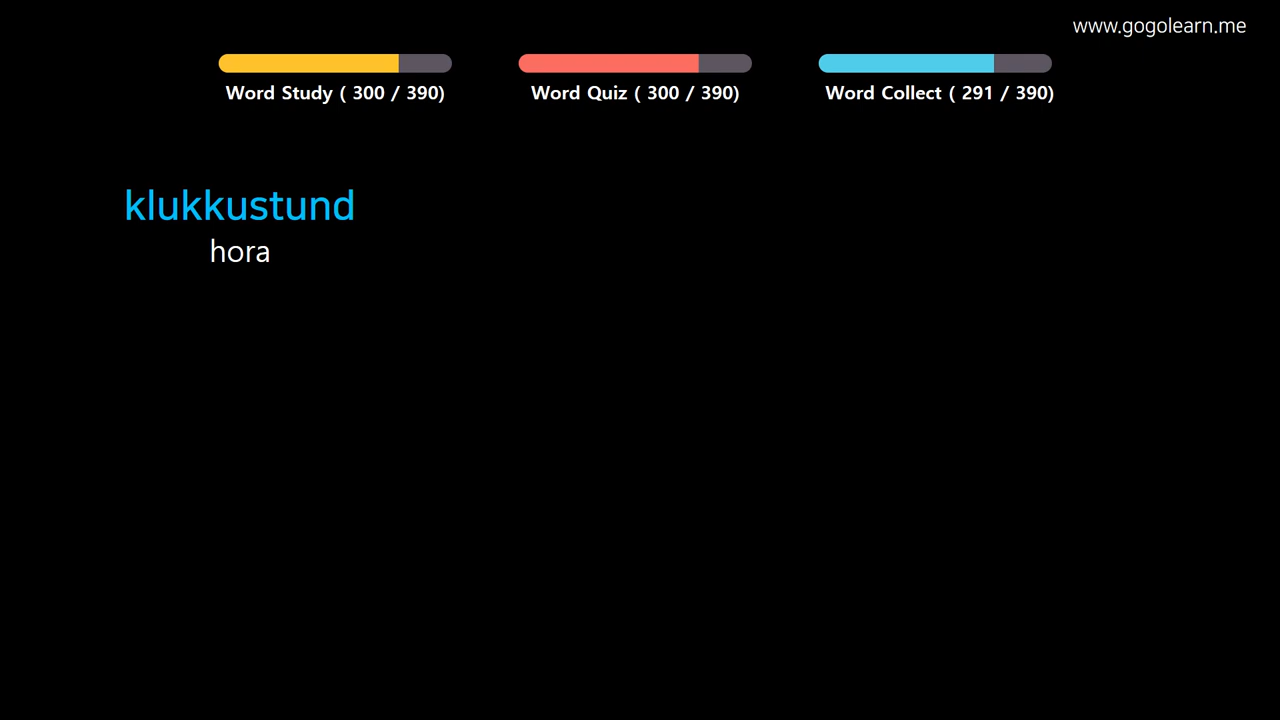 www.gogolearn.me
Word Study ( 300 / 390)
Word Quiz ( 300 / 390)
Word Collect ( 291 / 390)
klukkustund
hora